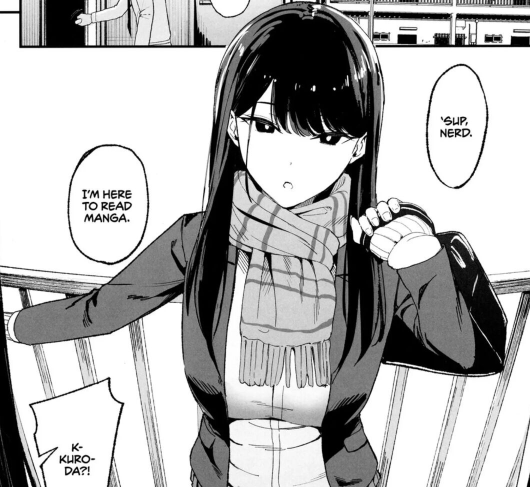 'SUP,
NERD.
I'M HERE
TO READ
MANGA.
K-
KURO-
DA?!